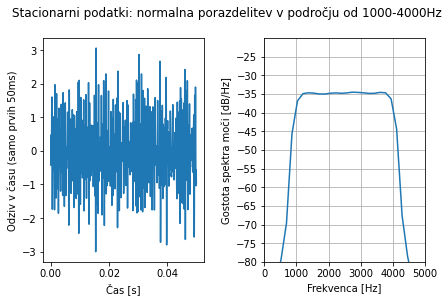 Stacionarni podatki: normalna porazdelitev v področju od 1000-4000Hz
Odziv v času (samo prvih 50ms)
3
2
1
0
−1
−2
−3
0.00 0.02 0.04
Čas [s]
Gostota spektra moči [dB/Hz]
−25
−30
−35
−40
−45
−50
−55
−60
−65
−70
−75
−80
0 1000 2000 3000 4000 5000
Frekvenca [Hz]